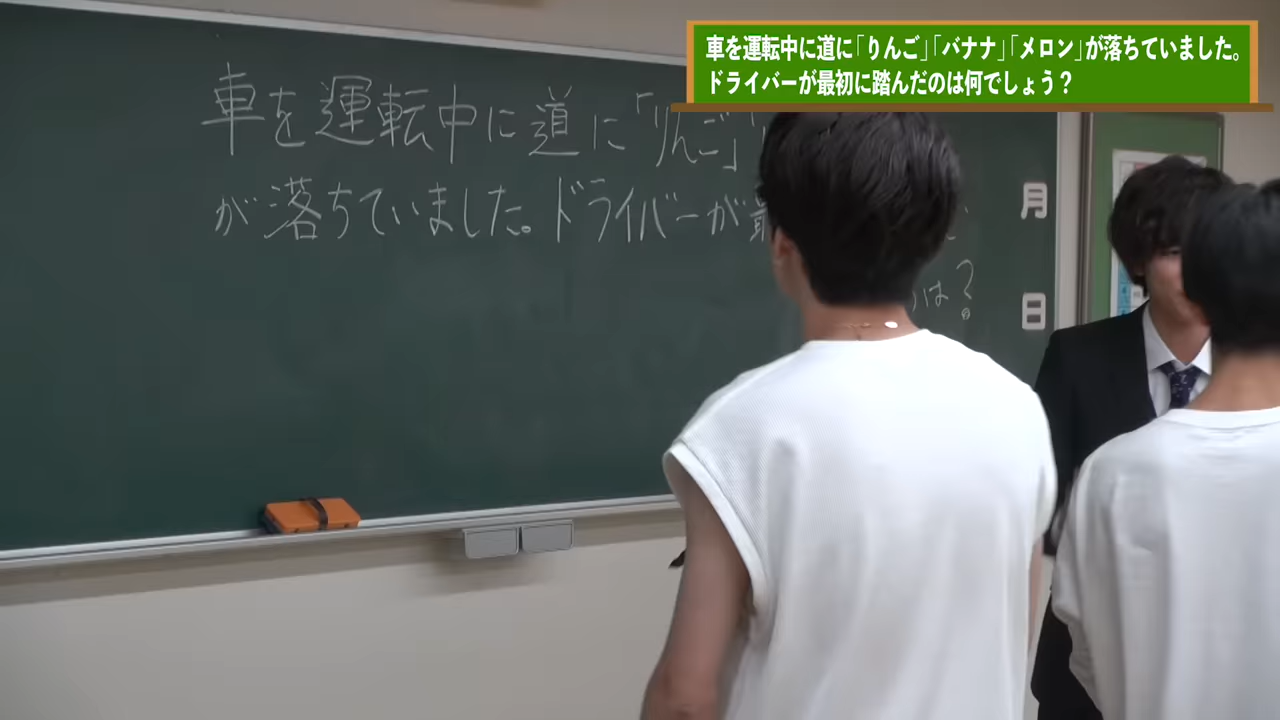 車を運転中に道に「りんご」「バナナ」「メロン」が落ちていました。
ドライバーが最初に踏んだのは何でしょう？
車を運転中に道に「りんご」「
が落ちていました。ドライバーが最
のは？
月
日